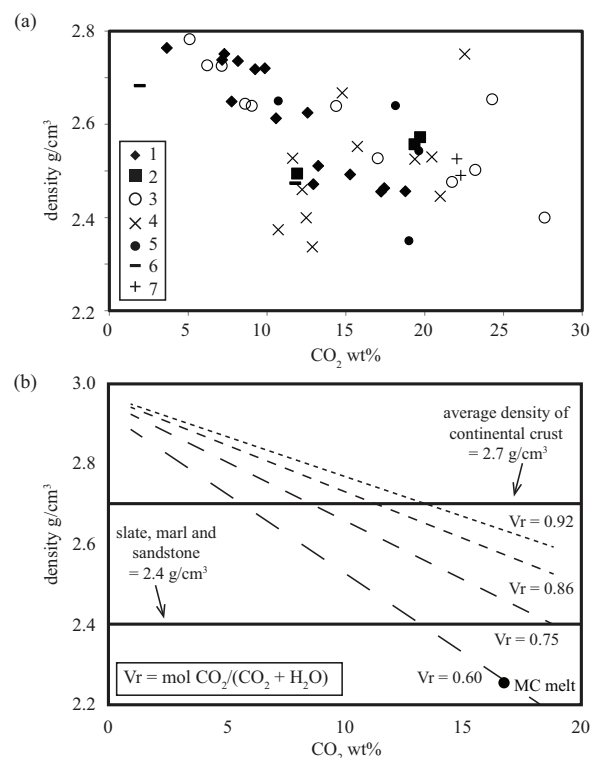 (a)
2.8
2.6
2.4
2.2
density g/cm³
1
2
3
4
5
6
7
0 5 10 15 20 25 30
CO₂ wt%
(b)
3.0
2.8
2.6
2.4
2.2
density g/cm³
average density of
continental crust
= 2.7 g/cm³
slate, marl and
sandstone
= 2.4 g/cm³
Vr = 0.92
Vr = 0.86
Vr = 0.75
Vr = 0.60
MC melt
Vr = mol CO₂/(CO₂ + H₂O)
0 5 10 15 20
CO₂ wt%